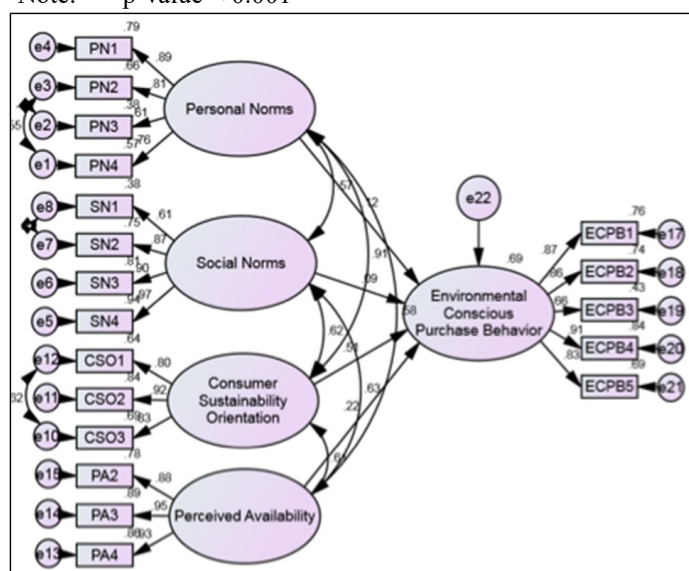 Note: p-value <0.001
.79
e4 PN1 .89
.66
e3 PN2 .81
.38
e2 PN3 .61
.57 .76
e1 PN4
Personal Norms
.38
e8 SN1 .61
.75
e7 SN2 .87
.81
e6 SN3 .90
.94 .97
e5 SN4
Social Norms
.64
e12 CSO1 .80
.84
e11 CSO2 .92
.69 .83
e10 CSO3
Consumer
Sustainability
Orientation
.78
e15 PA2 .88
.89
e14 PA3 .95
.86 .93
e13 PA4
Perceived Availability
.57
.91
.09
.62
.63
.22
e22
.69
Environmental
Conscious
Purchase Behavior
.76
.87 ECPB1 e17
.74
.86 ECPB2 e18
.43
.66 ECPB3 e19
.84
.91 ECPB4 e20
.69
.83 ECPB5 e21